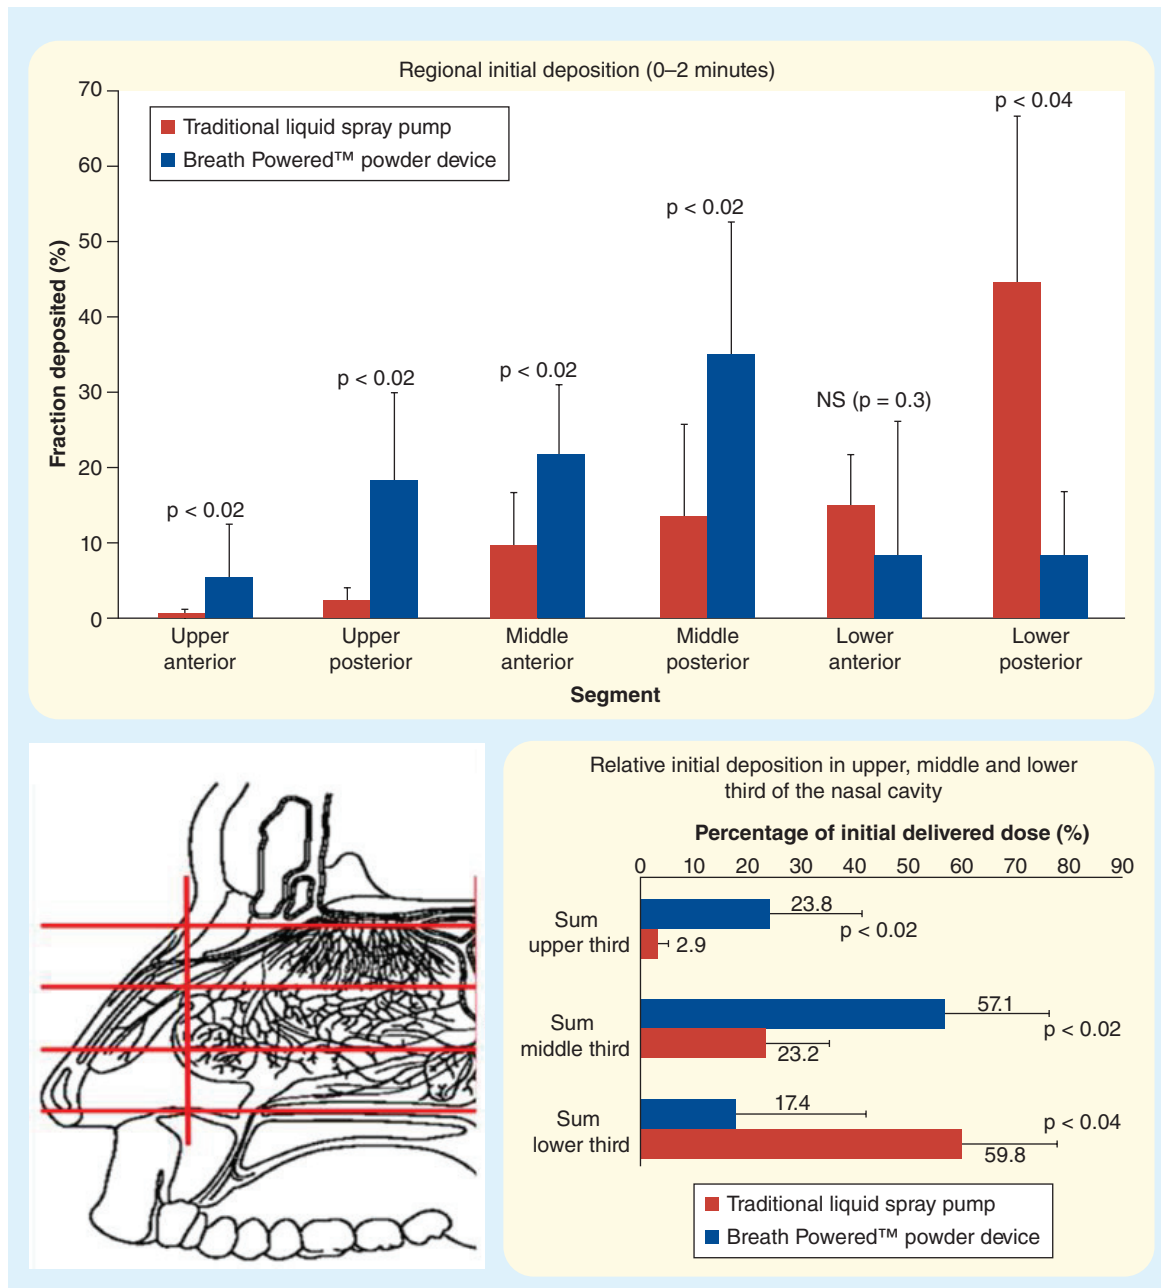 Regional initial deposition (0–2 minutes)
70
60
50
40
30
20
10
0
Fraction deposited (%)
Traditional liquid spray pump
Breath Powered™ powder device
p < 0.02
p < 0.02
p < 0.02
p < 0.02
NS (p = 0.3)
p < 0.04
Upper
anterior
Upper
posterior
Middle
anterior
Middle
posterior
Lower
anterior
Lower
posterior
Segment
Relative initial deposition in upper, middle and lower
third of the nasal cavity
Percentage of initial delivered dose (%)
0 10 20 30 40 50 60 70 80 90
Sum
upper third
23.8
p < 0.02
2.9
Sum
middle third
57.1
p < 0.02
23.2
Sum
lower third
17.4
p < 0.04
59.8
Traditional liquid spray pump
Breath Powered™ powder device